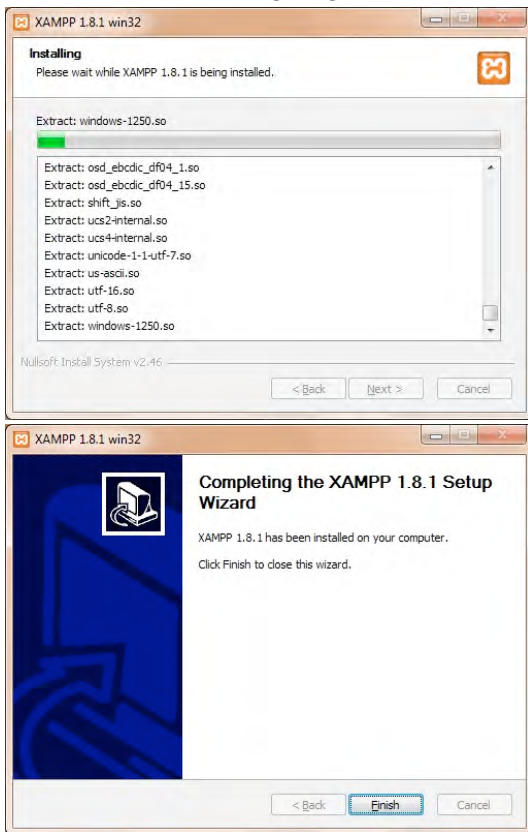 XAMPP 1.8.1 win32
Installing
Please wait while XAMPP 1.8.1 is being installed.
Extract: windows-1250.so
Extract: osd_ebcdic_df04_1.so
Extract: osd_ebcdic_df04_15.so
Extract: shift_jis.so
Extract: ucs2-internal.so
Extract: ucs4-internal.so
Extract: unicode-1-1-utf-7.so
Extract: us-ascii.so
Extract: utf-16.so
Extract: utf-8.so
Extract: windows-1250.so
Nullsoft Install System v2.46
< Back Next > Cancel
XAMPP 1.8.1 win32
Completing the XAMPP 1.8.1 Setup
Wizard
XAMPP 1.8.1 has been installed on your computer.
Click Finish to close this wizard.
< Back Finish Cancel